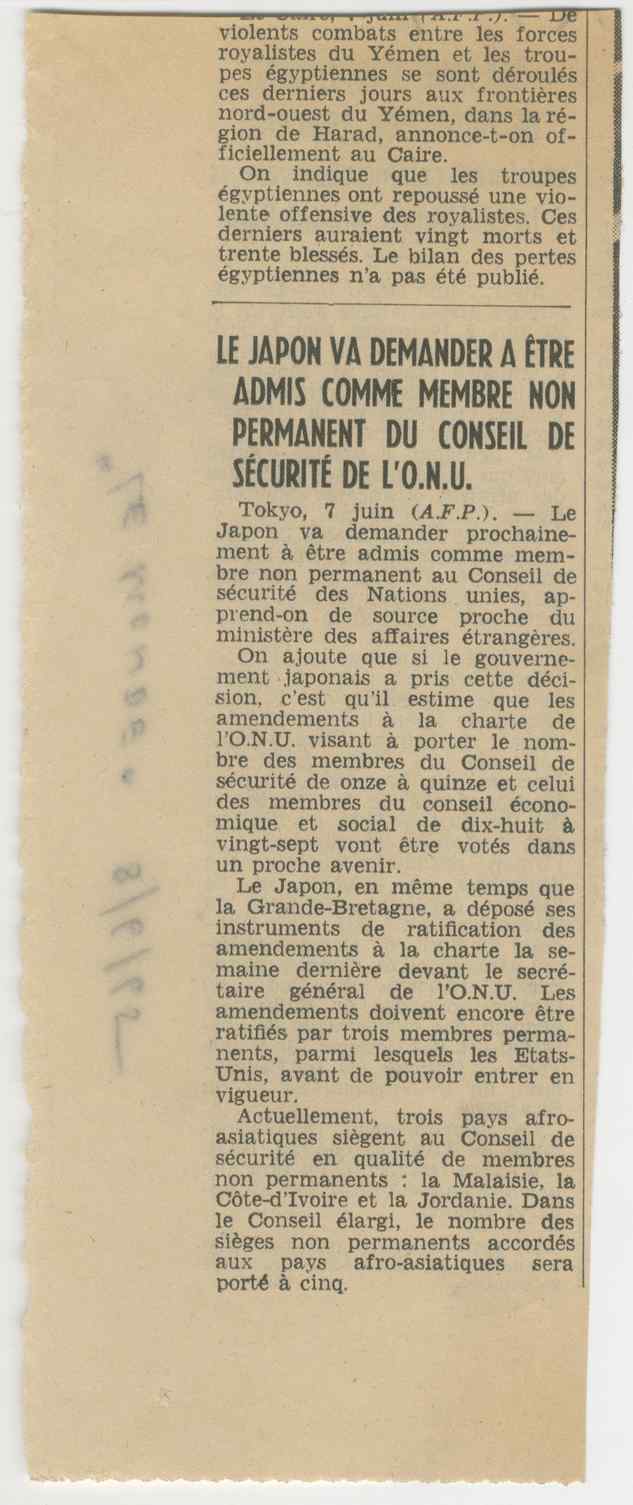 Le Caire, 7 juin (A.F.P.). — De
violents combats entre les forces
royalistes du Yémen et les trou-
pes égyptiennes se sont déroulés
ces derniers jours aux frontières
nord-ouest du Yémen, dans la ré-
gion de Harad, annonce-t-on of-
ficiellement au Caire.
On indique que les troupes
égyptiennes ont repoussé une vio-
lente offensive des royalistes. Ces
derniers auraient vingt morts et
trente blessés. Le bilan des pertes
égyptiennes n'a pas été publié.
LE JAPON VA DEMANDER A ÊTRE
ADMIS COMME MEMBRE NON
PERMANENT DU CONSEIL DE
SÉCURITÉ DE L'O.N.U.
Tokyo, 7 juin (A.F.P.). — Le
Japon va demander prochaine-
ment à être admis comme mem-
bre non permanent au Conseil de
sécurité des Nations unies, ap-
prend-on de source proche du
ministère des affaires étrangères.
On ajoute que si le gouverne-
ment japonais a pris cette déci-
sion, c'est qu'il estime que les
amendements à la charte de
l'O.N.U. visant à porter le nom-
bre des membres du Conseil de
sécurité de onze à quinze et celui
des membres du conseil écono-
mique et social de dix-huit à
vingt-sept vont être votés dans
un proche avenir.
Le Japon, en même temps que
la Grande-Bretagne, a déposé ses
instruments de ratification des
amendements à la charte la se-
maine dernière devant le secré-
taire général de l'O.N.U. Les
amendements doivent encore être
ratifiés par trois membres perma-
nents, parmi lesquels les Etats-
Unis, avant de pouvoir entrer en
vigueur.
Actuellement, trois pays afro-
asiatiques siègent au Conseil de
sécurité en qualité de membres
non permanents : la Malaisie, la
Côte-d'Ivoire et la Jordanie. Dans
le Conseil élargi, le nombre des
sièges non permanents accordés
aux pays afro-asiatiques sera
porté à cinq.